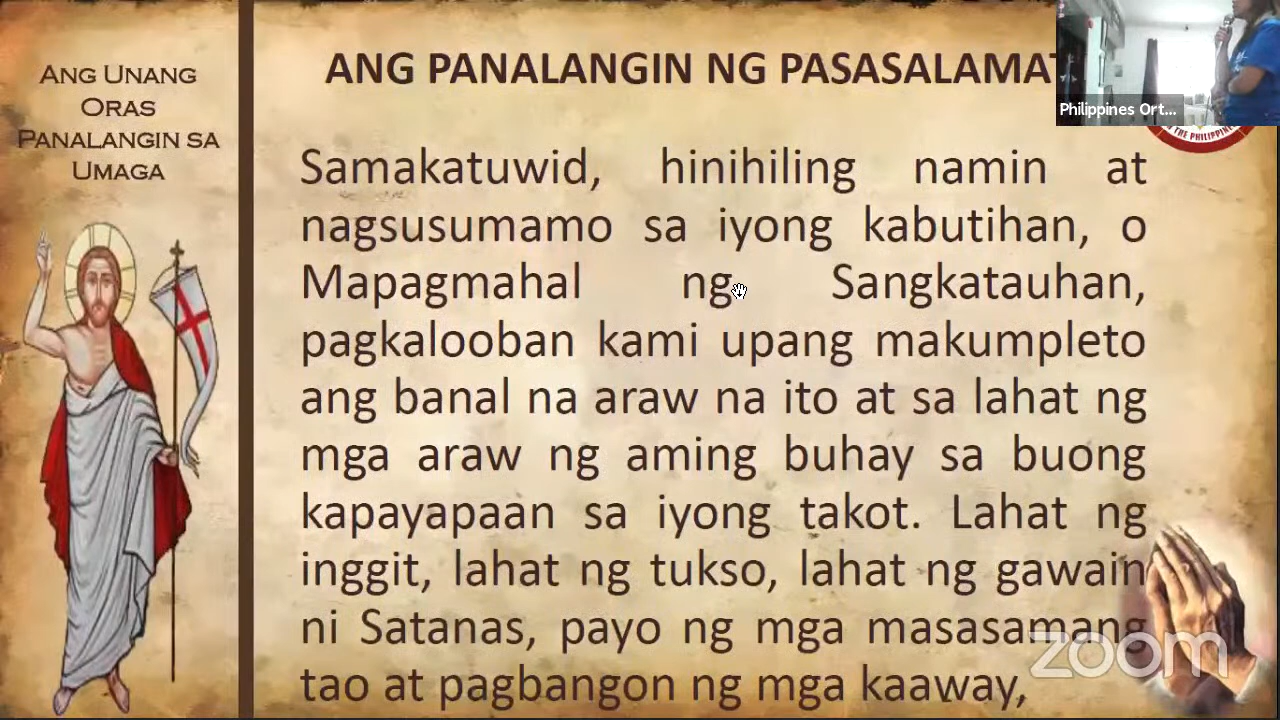 ANG UNANG
ORAS
PANALANGIN SA
UMAGA
ANG PANALANGIN NG PASASALAMAT
Philippines Ort...
THE PHILIPPINE
Samakatuwid, hinihiling namin at
nagsusumamo sa iyong kabutihan, o
Mapagmahal ng Sangkatauhan,
pagkalooban kami upang makumpleto
ang banal na araw na ito at sa lahat ng
mga araw ng aming buhay sa buong
kapayapaan sa iyong takot. Lahat ng
inggit, lahat ng tukso, lahat ng gawain
ni Satanas, payo ng mga masasamang
tao at pagbangon ng mga kaaway,
zoom